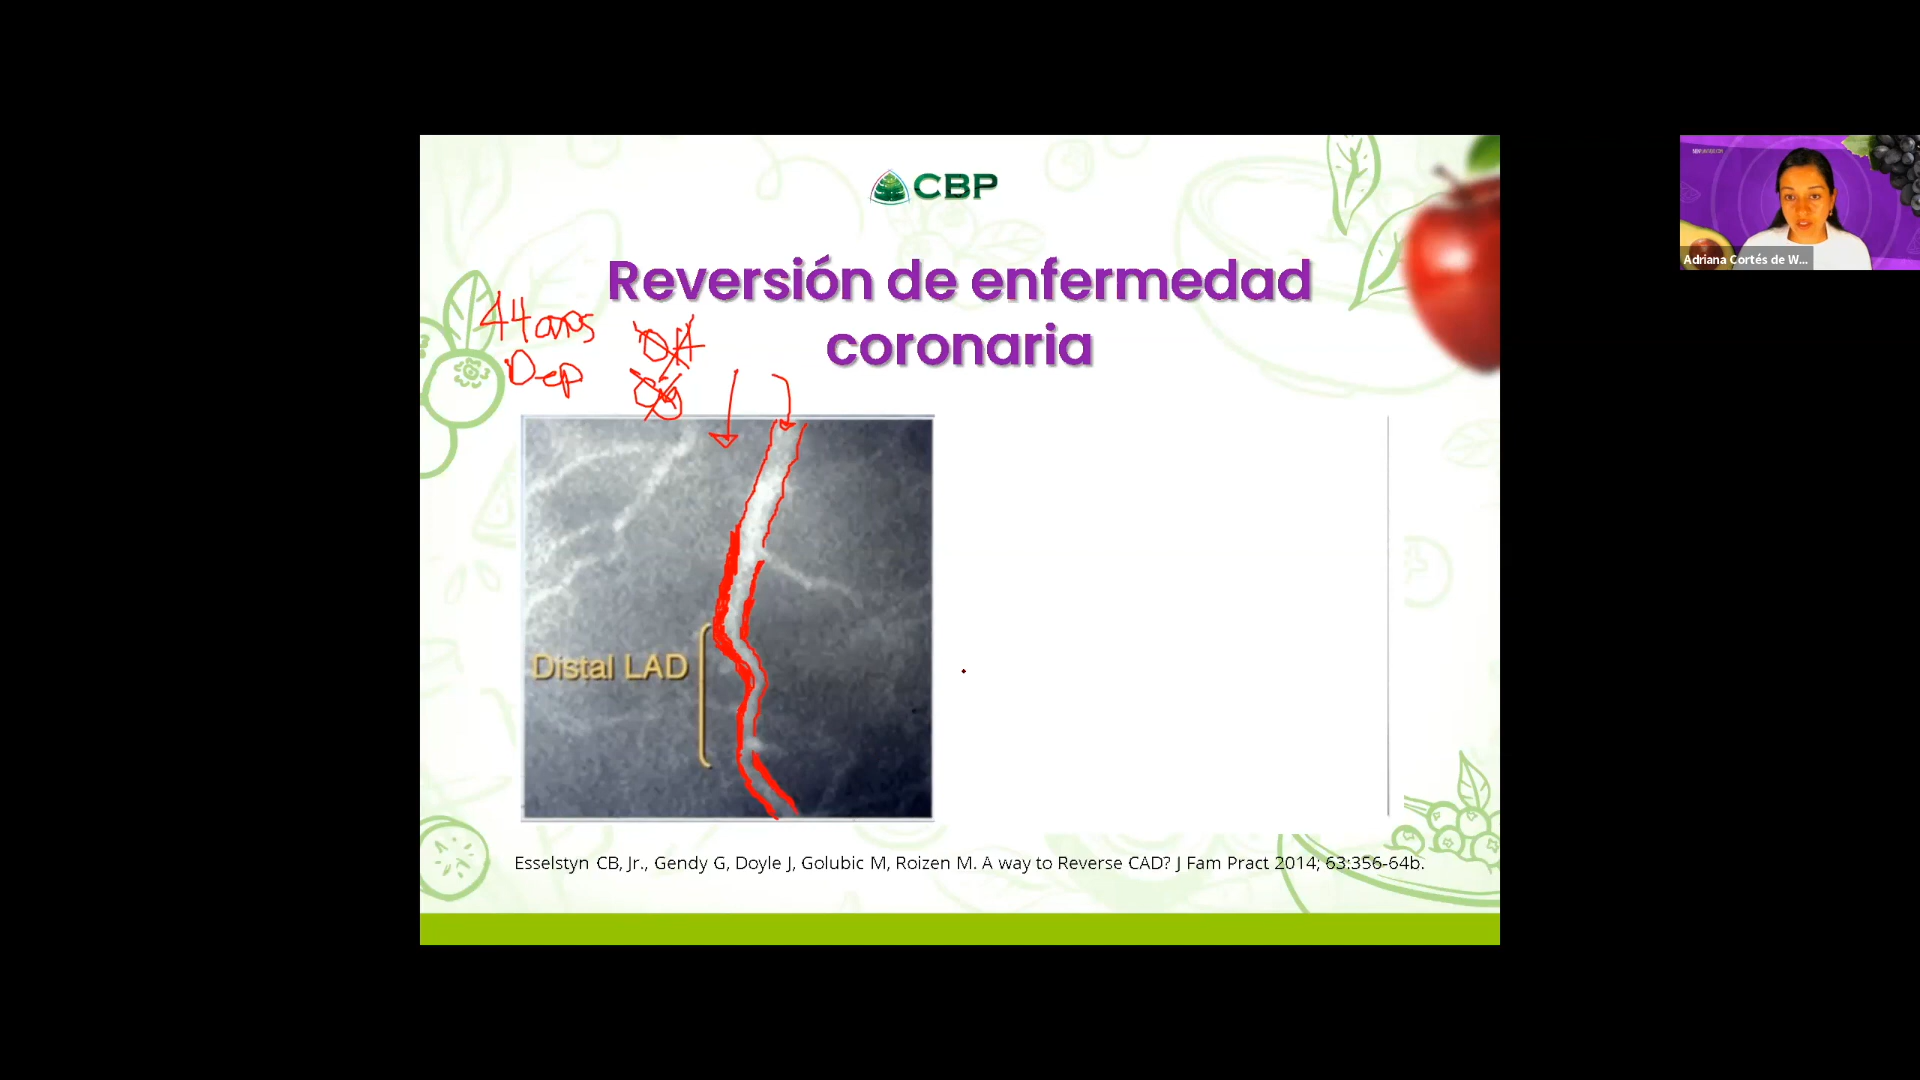 CBP
Reversión de enfermedad
coronaria
44 años
Dep
Distal LAD
Esselstyn CB, Jr., Gendy G, Doyle J, Golubic M, Roizen M. A way to Reverse CAD? J Fam Pract 2014; 63:356-64b.
Adriana Cortés de W...